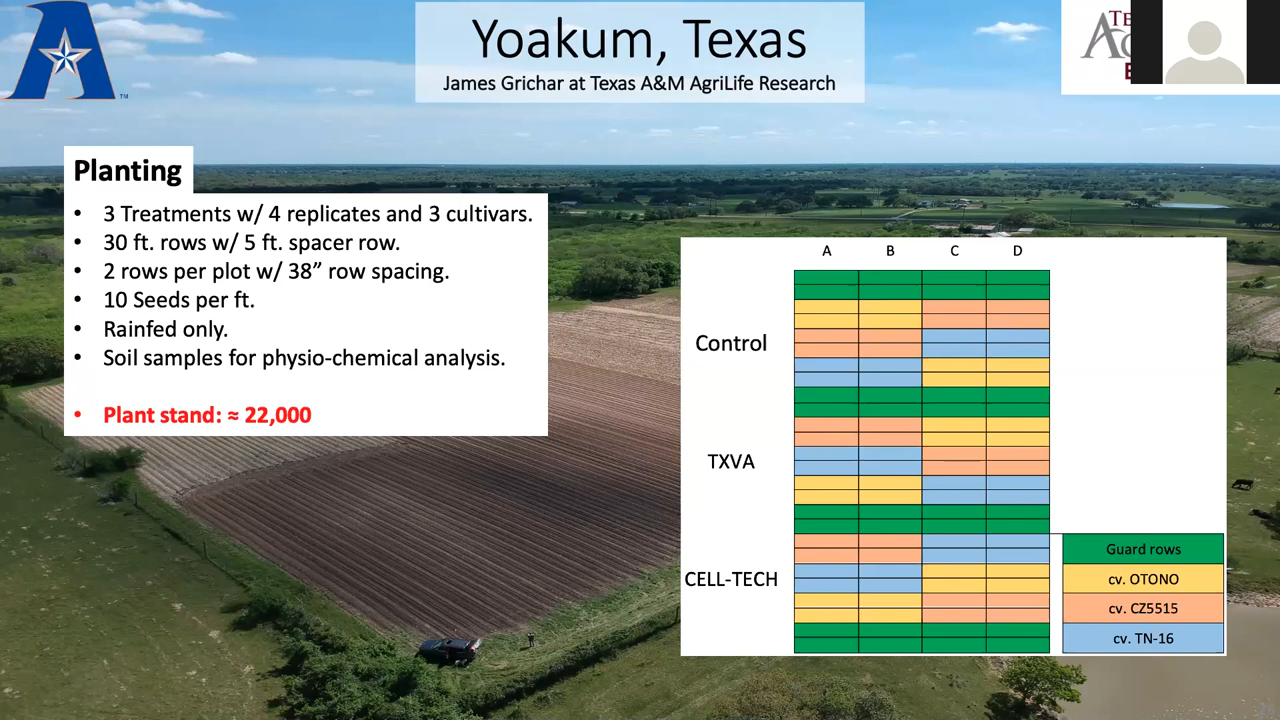 Yoakum, Texas
James Grichar at Texas A&M AgriLife Research
TE
A
™
Planting
• 3 Treatments w/ 4 replicates and 3 cultivars.
• 30 ft. rows w/ 5 ft. spacer row.
• 2 rows per plot w/ 38” row spacing.
• 10 Seeds per ft.
• Rainfed only.
• Soil samples for physio-chemical analysis.
• Plant stand: ≈ 22,000
A B C D
Control
TXVA
CELL-TECH
Guard rows
cv. OTONO
cv. CZ5515
cv. TN-16